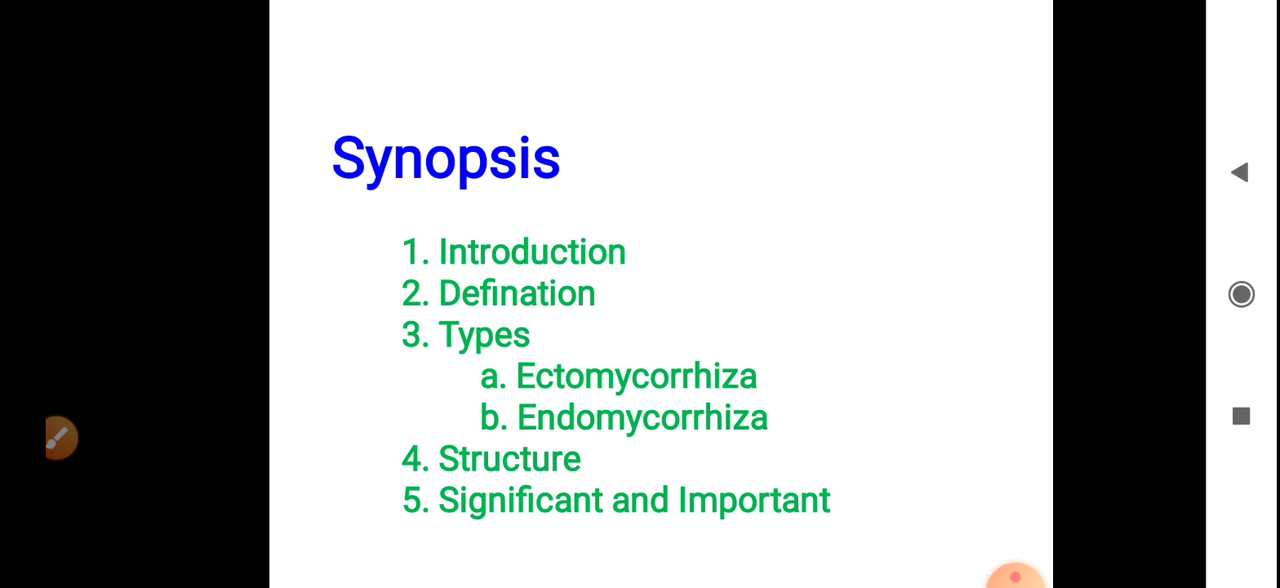 Synopsis
1. Introduction
2. Defination
3. Types
a. Ectomycorrhiza
b. Endomycorrhiza
4. Structure
5. Significant and Important